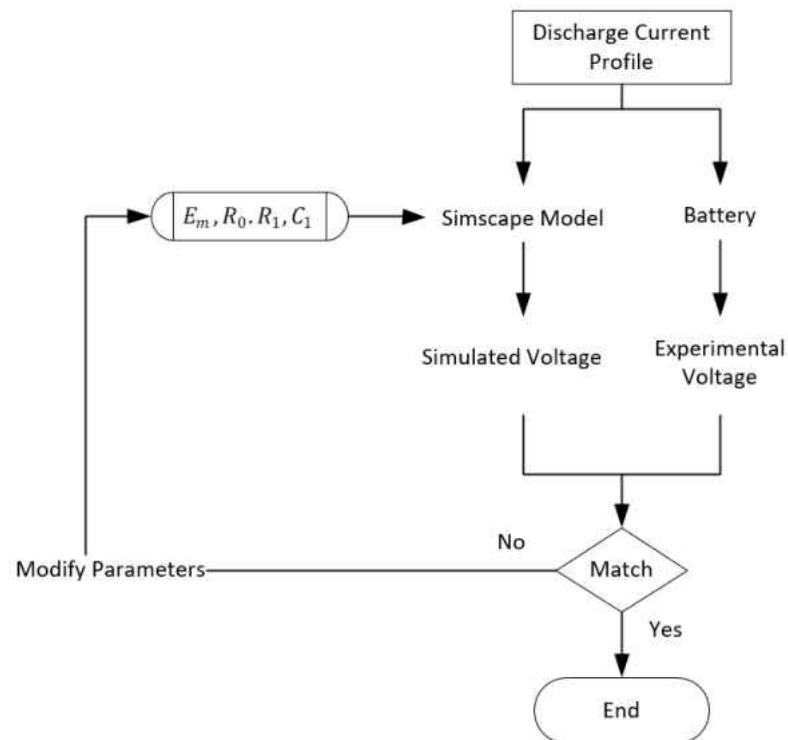 Discharge Current
Profile
E_m, R_0. R_1, C_1
Simscape Model
Battery
Simulated Voltage
Experimental
Voltage
No
Modify Parameters
Match
Yes
End